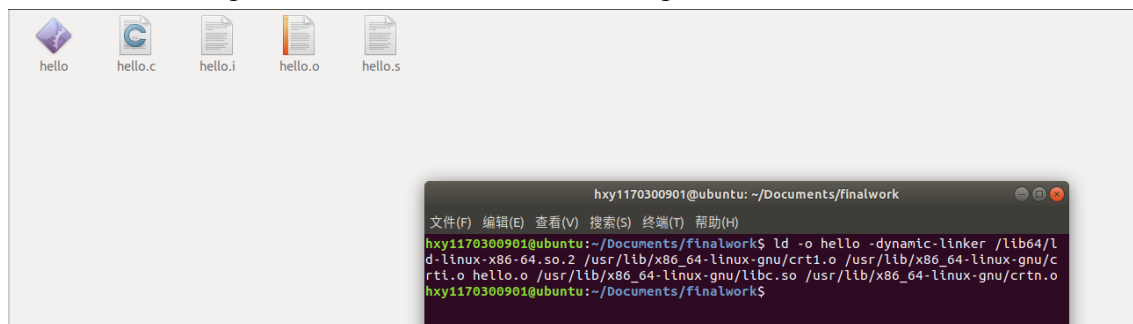 hello
hello.c
hello.i
hello.o
hello.s
hxy1170300901@ubuntu: ~/Documents/finalwork
文件(F) 编辑(E) 查看(V) 搜索(S) 终端(T) 帮助(H)
hxy1170300901@ubuntu:~/Documents/finalwork$ ld -o hello -dynamic-linker /lib64/l
d-linux-x86-64.so.2 /usr/lib/x86_64-linux-gnu/crt1.o /usr/lib/x86_64-linux-gnu/c
rti.o hello.o /usr/lib/x86_64-linux-gnu/libc.so /usr/lib/x86_64-linux-gnu/crtn.o
hxy1170300901@ubuntu:~/Documents/finalwork$